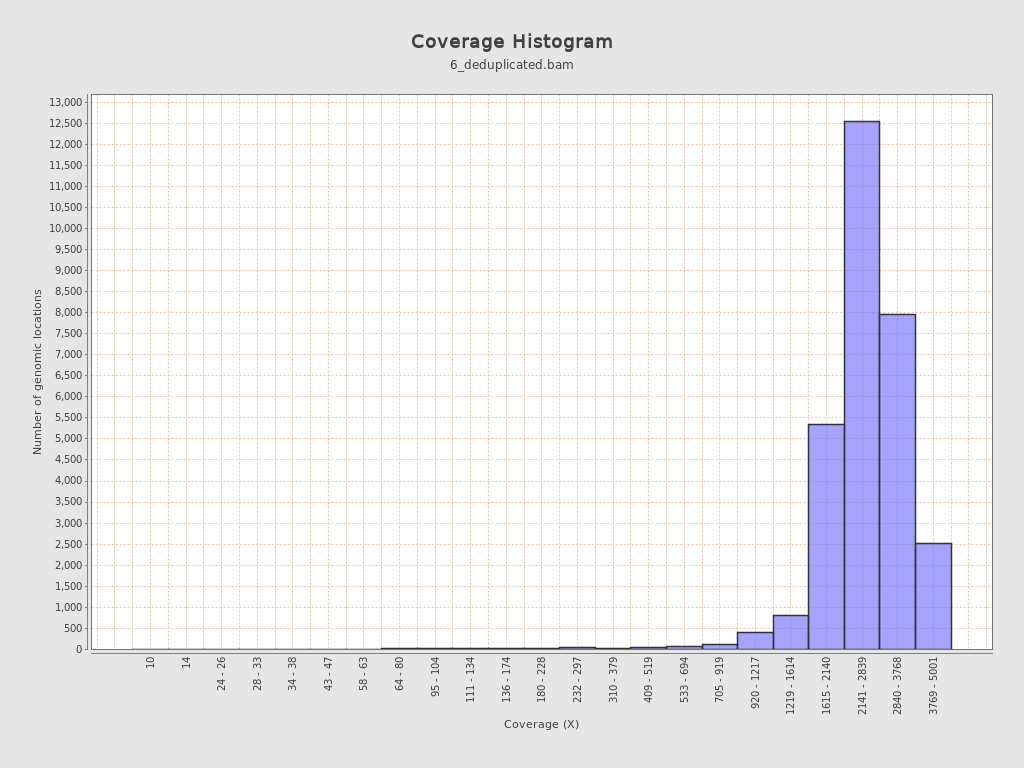 Coverage Histogram
6_deduplicated.bam
13,000
12,500
12,000
11,500
11,000
10,500
10,000
9,500
9,000
8,500
8,000
7,500
7,000
6,500
6,000
5,500
5,000
4,500
4,000
3,500
3,000
2,500
2,000
1,500
1,000
500
0
Number of genomic locations
10
14
24 - 26
28 - 33
34 - 38
43 - 47
58 - 63
64 - 80
95 - 104
111 - 134
136 - 174
180 - 228
232 - 297
310 - 379
409 - 519
533 - 694
705 - 919
920 - 1217
1219 - 1614
1615 - 2140
2141 - 2839
2840 - 3768
3769 - 5001
Coverage (X)